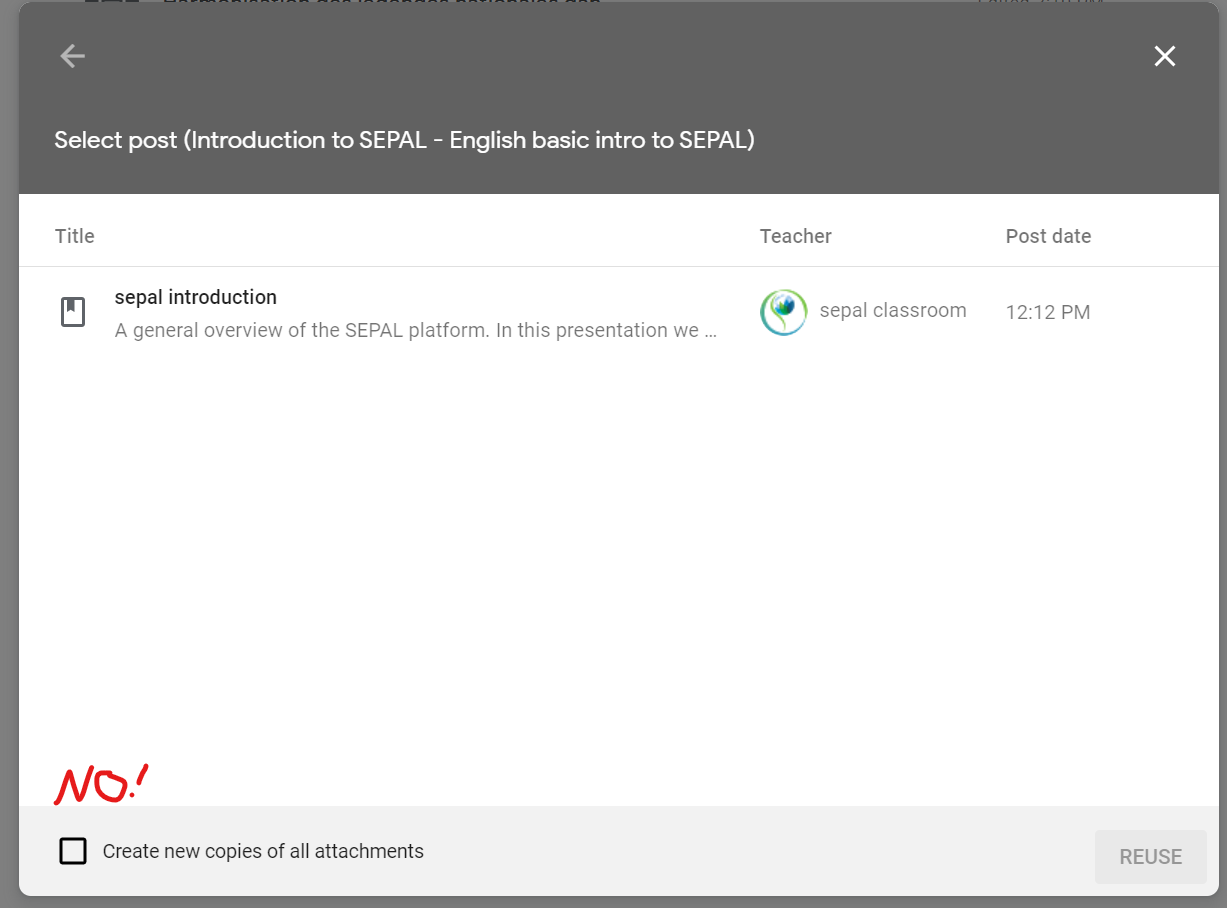 Select post (Introduction to SEPAL - English basic intro to SEPAL)
Title Teacher Post date
sepal introduction
A general overview of the SEPAL platform. In this presentation we ...
sepal classroom 12:12 PM
NO!
Create new copies of all attachments
REUSE